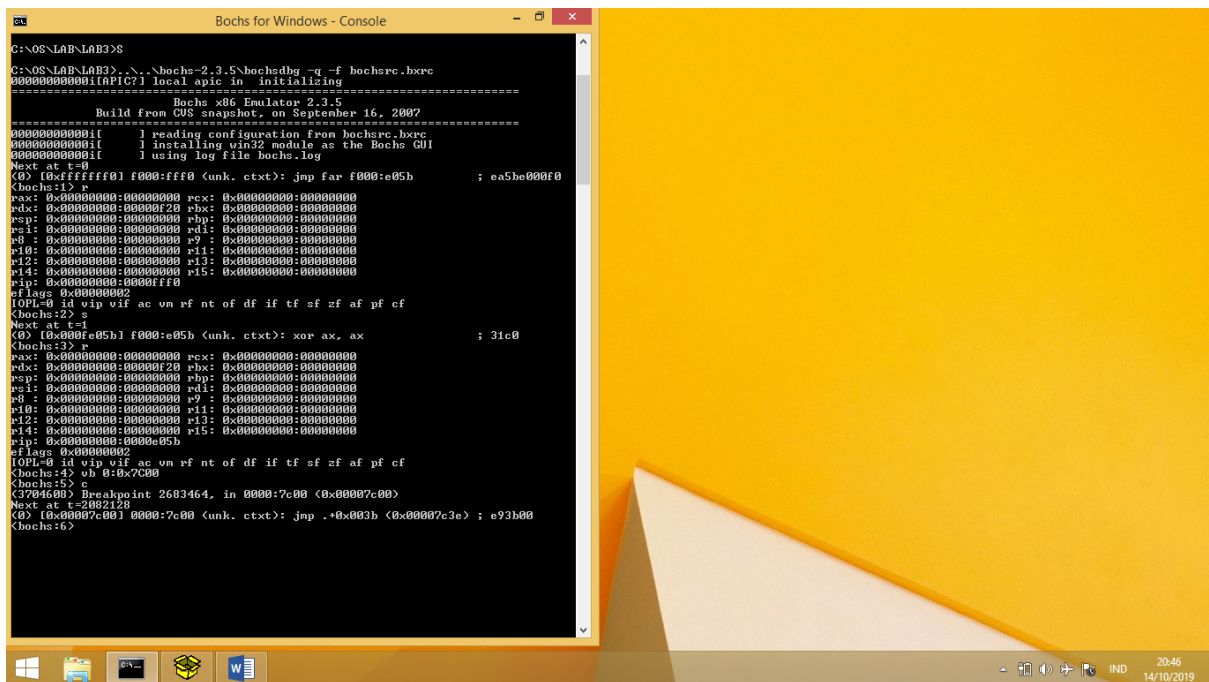 Bochs for Windows - Console
C:\OS\LAB\LAB3>S
C:\OS\LAB\LAB3>..\..\bochs-2.3.5\bochsdbg -q -f bochsrc.bxrc
00000000000i[APIC?] local apic in  initializing
========================================================================
Bochs x86 Emulator 2.3.5
Build from CVS snapshot, on September 16, 2007
========================================================================
00000000000i[     ] reading configuration from bochsrc.bxrc
00000000000i[     ] installing win32 module as the Bochs GUI
00000000000i[     ] using log file bochs.log
Next at t=0
(0) [0xfffffff0] f000:fff0 (unk. ctxt): jmp far f000:e05b         ; ea5be000f0
<bochs:1> r
rax: 0x00000000:00000000 rcx: 0x00000000:00000000
rdx: 0x00000000:00000f20 rbx: 0x00000000:00000000
rsp: 0x00000000:00000000 rbp: 0x00000000:00000000
rsi: 0x00000000:00000000 rdi: 0x00000000:00000000
r8 : 0x00000000:00000000 r9 : 0x00000000:00000000
r10: 0x00000000:00000000 r11: 0x00000000:00000000
r12: 0x00000000:00000000 r13: 0x00000000:00000000
r14: 0x00000000:00000000 r15: 0x00000000:00000000
rip: 0x00000000:0000fff0
eflags 0x00000002
IOPL=0 id vip vif ac vm rf nt of df if tf sf zf af pf cf
<bochs:2> s
Next at t=1
(0) [0x000fe05b] f000:e05b (unk. ctxt): xor ax, ax                ; 31c0
<bochs:3> r
rax: 0x00000000:00000000 rcx: 0x00000000:00000000
rdx: 0x00000000:00000f20 rbx: 0x00000000:00000000
rsp: 0x00000000:00000000 rbp: 0x00000000:00000000
rsi: 0x00000000:00000000 rdi: 0x00000000:00000000
r8 : 0x00000000:00000000 r9 : 0x00000000:00000000
r10: 0x00000000:00000000 r11: 0x00000000:00000000
r12: 0x00000000:00000000 r13: 0x00000000:00000000
r14: 0x00000000:00000000 r15: 0x00000000:00000000
rip: 0x00000000:0000e05b
eflags 0x00000002
IOPL=0 id vip vif ac vm rf nt of df if tf sf zf af pf cf
<bochs:4> vb 0:0x7C00
<bochs:5> c
(3704608) Breakpoint 2683464, in 0000:7c00 (0x00007c00)
Next at t=2082128
(0) [0x00007c00] 0000:7c00 (unk. ctxt): jmp .+0x003b (0x00007c3e) ; e93b00
<bochs:6>
IND
20:46
14/10/2019